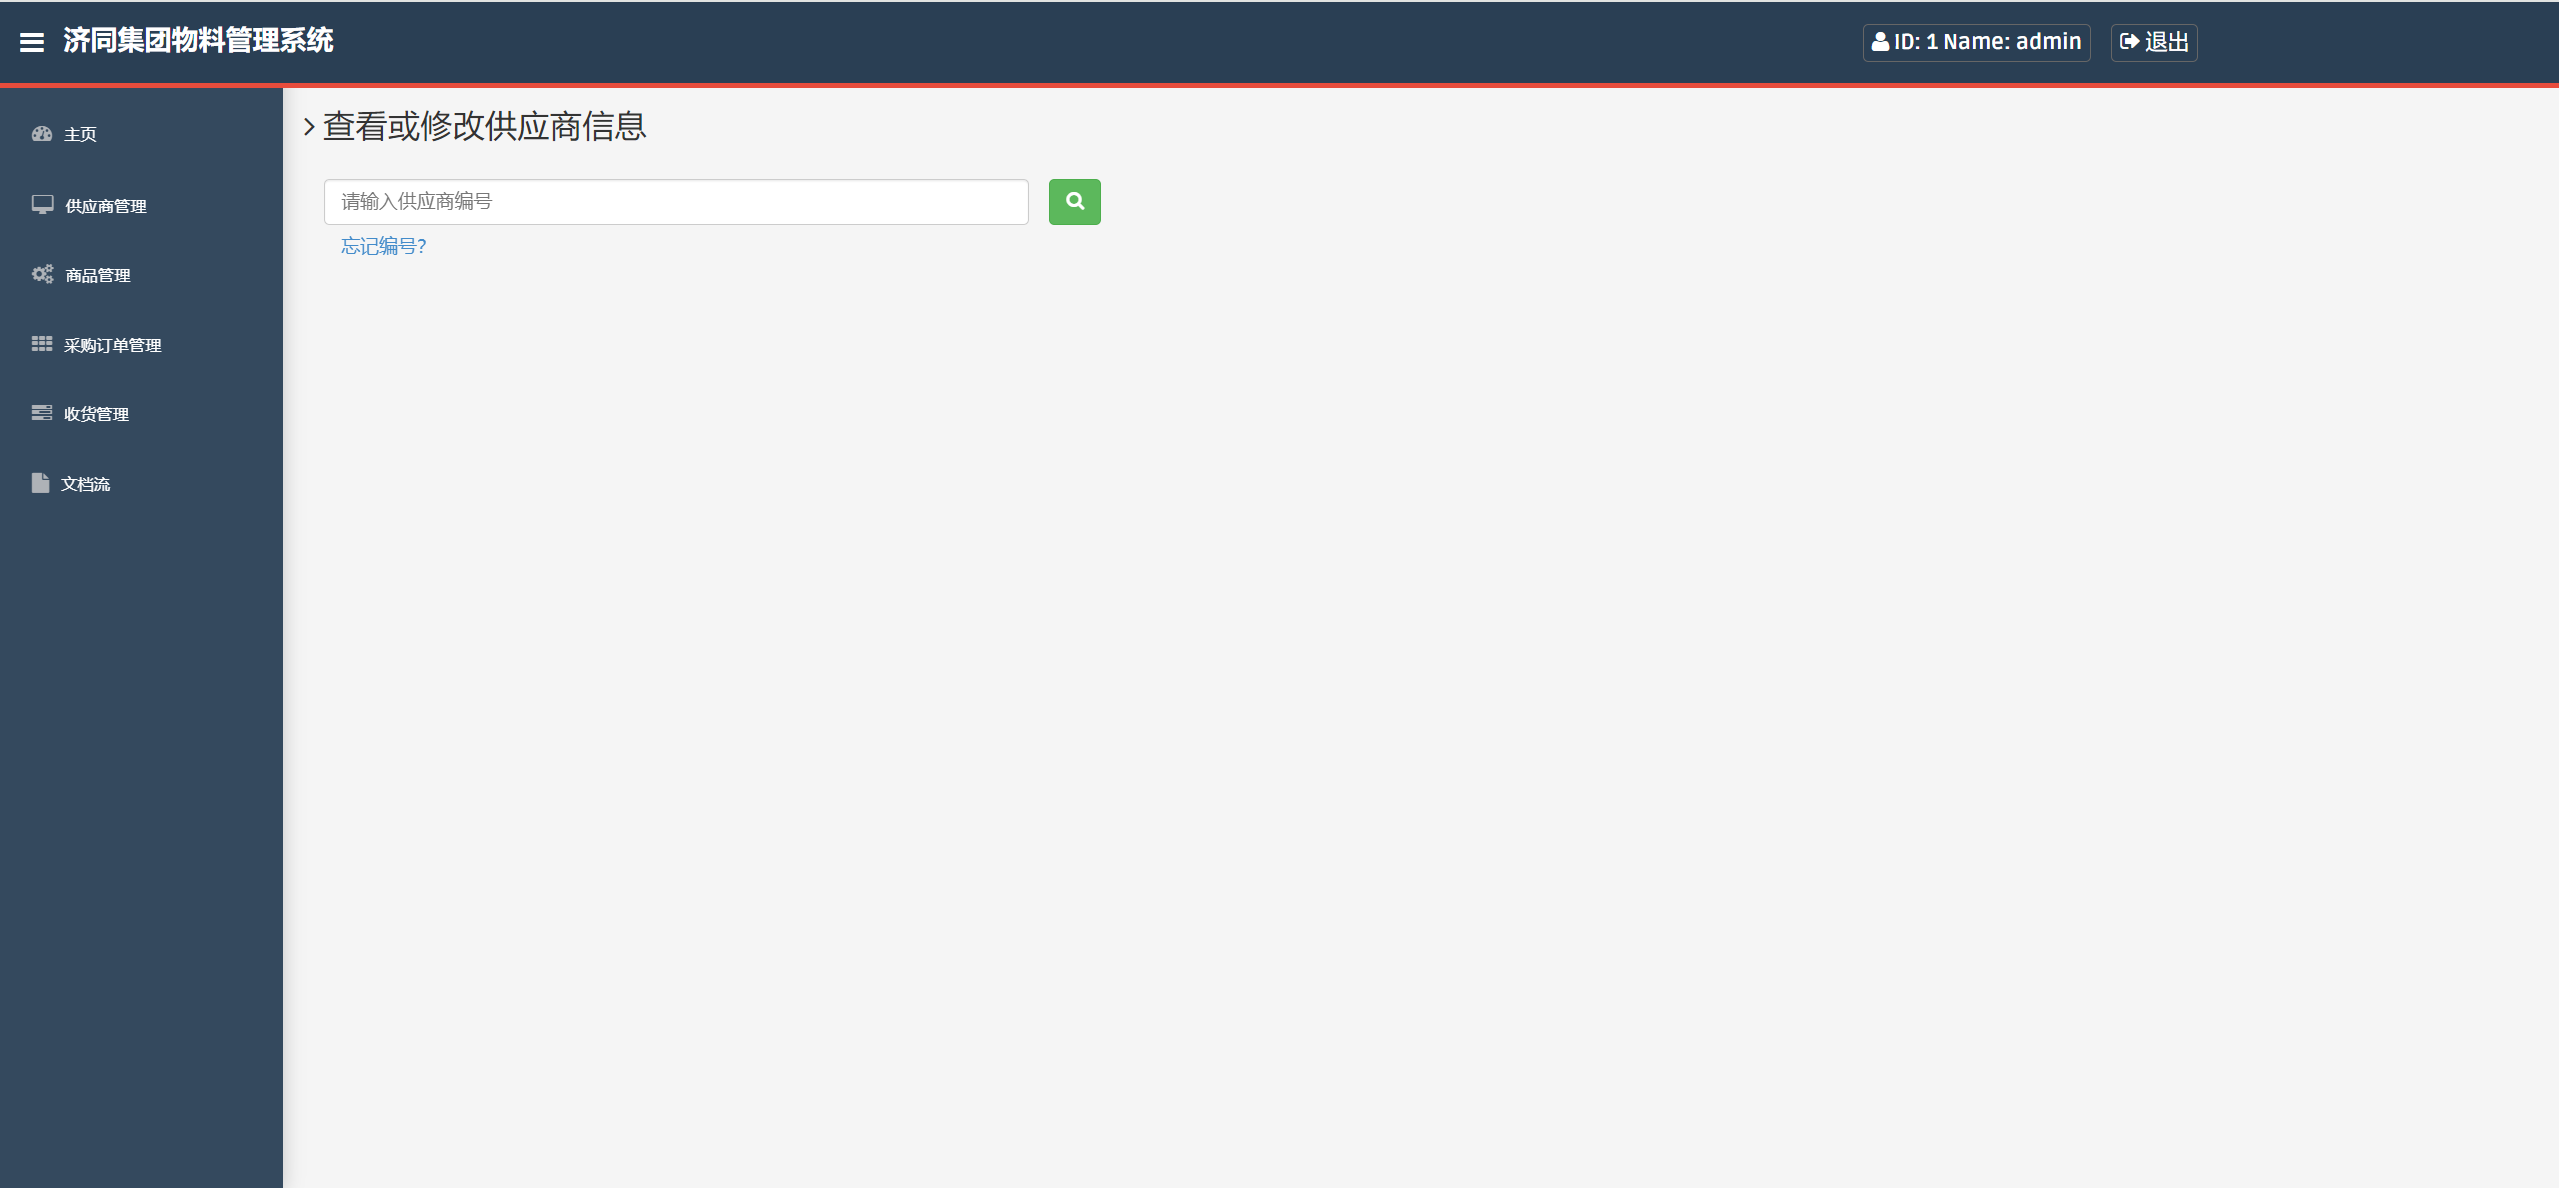 济同集团物料管理系统
ID: 1 Name: admin
退出
主页
供应商管理
商品管理
采购订单管理
收货管理
文档流
查看或修改供应商信息
请输入供应商编号
忘记编号?